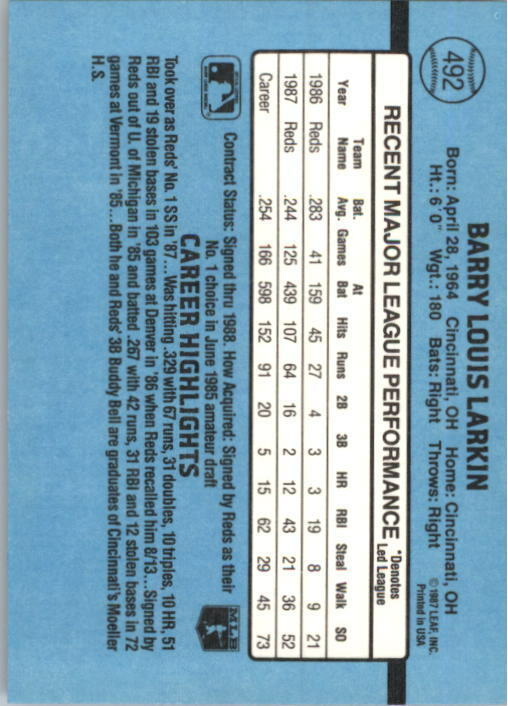 492
BARRY LOUIS LARKIN
Born: April 28, 1964 Cincinnati, OH Home: Cincinnati, OH
Ht.: 6'0" Wgt.: 180 Bats: Right Throws: Right
©1987 LEAF, INC.
Printed in USA
RECENT MAJOR LEAGUE PERFORMANCE *Denotes Led League
Year Team Name Bat. Avg. Games At Bat Hits Runs 2B 3B HR RBI Steal Walk SO
1986 Reds .283 41 159 45 27 4 3 3 19 8 9 21
1987 Reds .244 125 439 107 64 16 2 12 43 21 36 52
Career .254 166 598 152 91 20 5 15 62 29 45 73
Contract Status: Signed thru 1988. How Acquired: Signed by Reds as their
No. 1 choice in June 1985 amateur draft
MLB
CAREER HIGHLIGHTS
Took over as Reds' No. 1 SS in '87...Was hitting .329 with 67 runs, 31 doubles, 10 triples, 10 HR, 51
RBI and 19 stolen bases in 103 games at Denver in '86 when Reds recalled him 8/13...Signed by
Reds out of U. of Michigan in '85 and batted .267 with 42 runs, 31 RBI and 12 stolen bases in 72
games at Vermont in '85...Both he and Reds' 38 Buddy Bell are graduates of Cincinnati's Moeller
H.S.